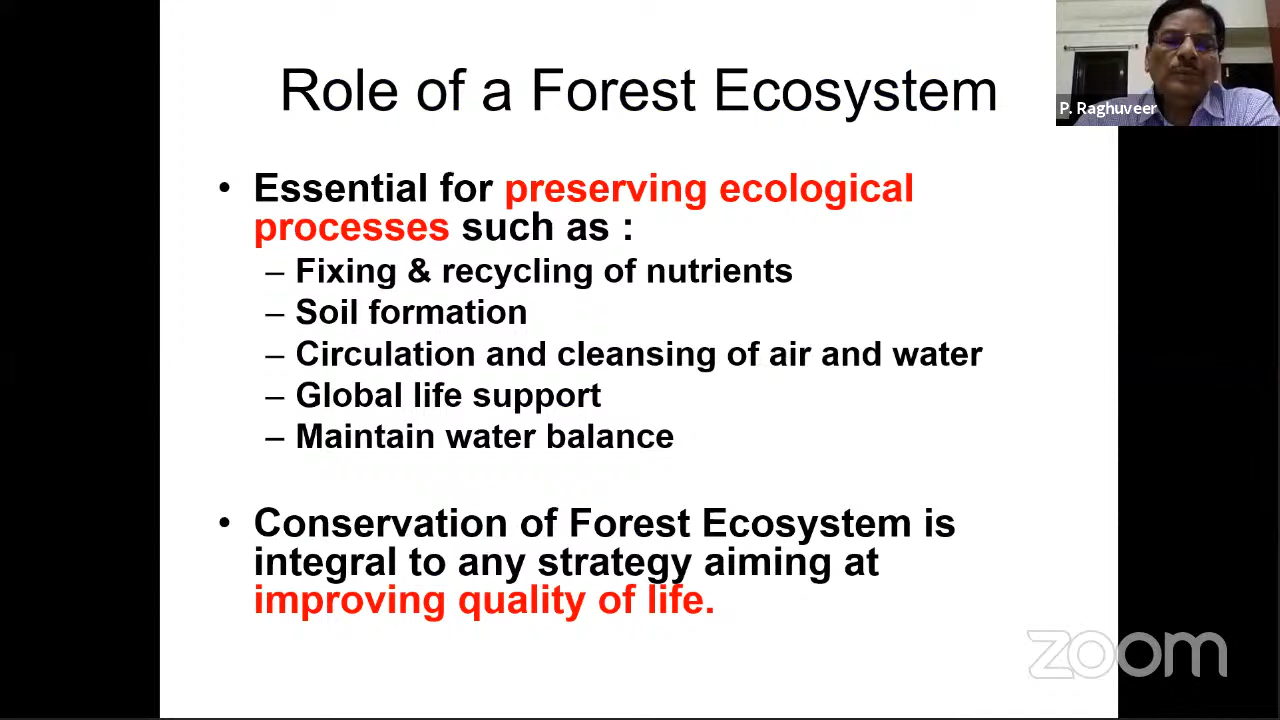 Role of a Forest Ecosystem
P. Raghuveer
• Essential for preserving ecological
processes such as :
– Fixing & recycling of nutrients
– Soil formation
– Circulation and cleansing of air and water
– Global life support
– Maintain water balance
• Conservation of Forest Ecosystem is
integral to any strategy aiming at
improving quality of life.
zoom